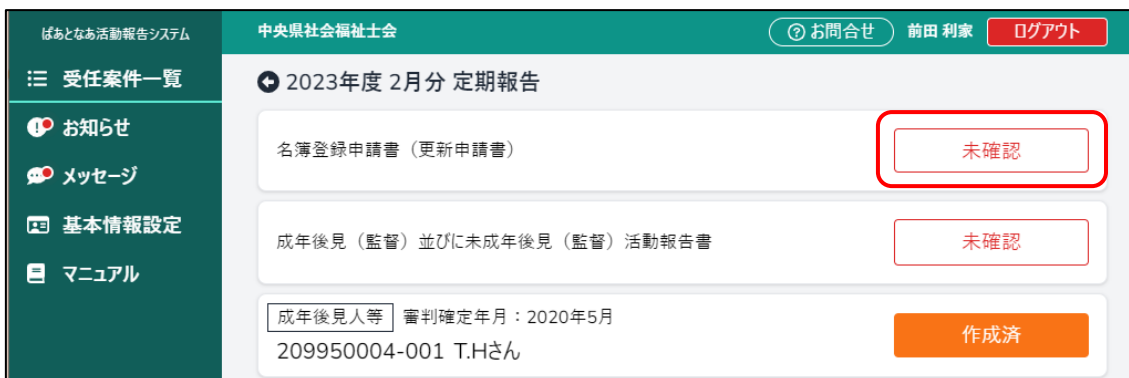 ぱあとなあ活動報告システム
中央県社会福祉士会
お問合せ
前田 利家
ログアウト
受任案件一覧
お知らせ
メッセージ
基本情報設定
マニュアル
2023年度 2月分 定期報告
名簿登録申請書（更新申請書）
未確認
成年後見（監督）並びに未成年後見（監督）活動報告書
未確認
成年後見人等 審判確定年月：2020年5月
209950004-001 T.Hさん
作成済